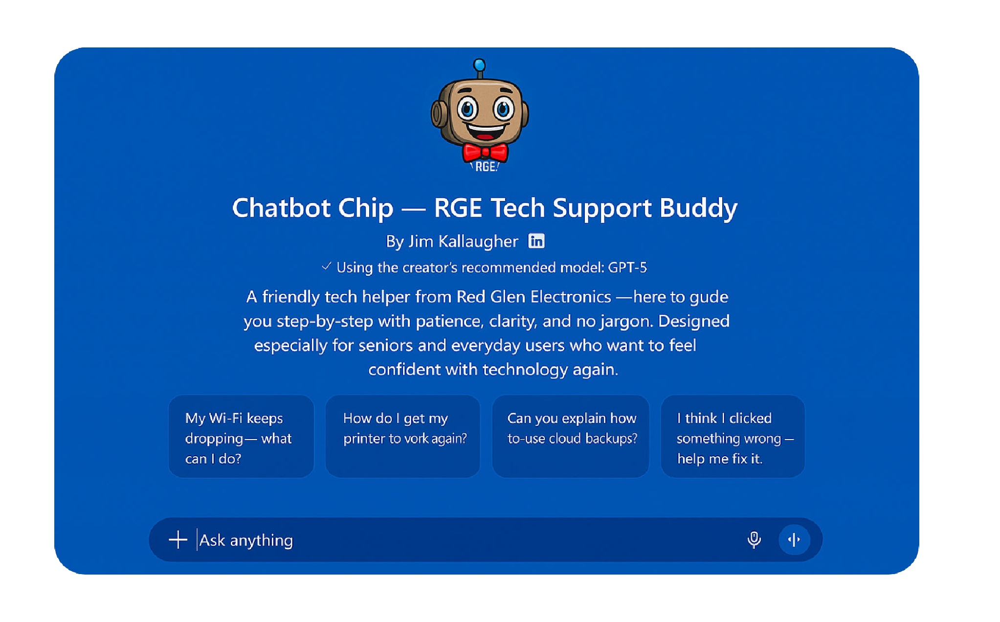 RGE
Chatbot Chip — RGE Tech Support Buddy
By Jim Kallaugher in
✓ Using the creator's recommended model: GPT-5
A friendly tech helper from Red Glen Electronics —here to gude
you step-by-step with patience, clarity, and no jargon. Designed
especially for seniors and everyday users who want to feel
confident with technology again.
My Wi-Fi keeps
dropping— what
can I do?
How do I get my
printer to vork again?
Can you explain how
to-use cloud backups?
I think I clicked
something wrong —
help me fix it.
Ask anything